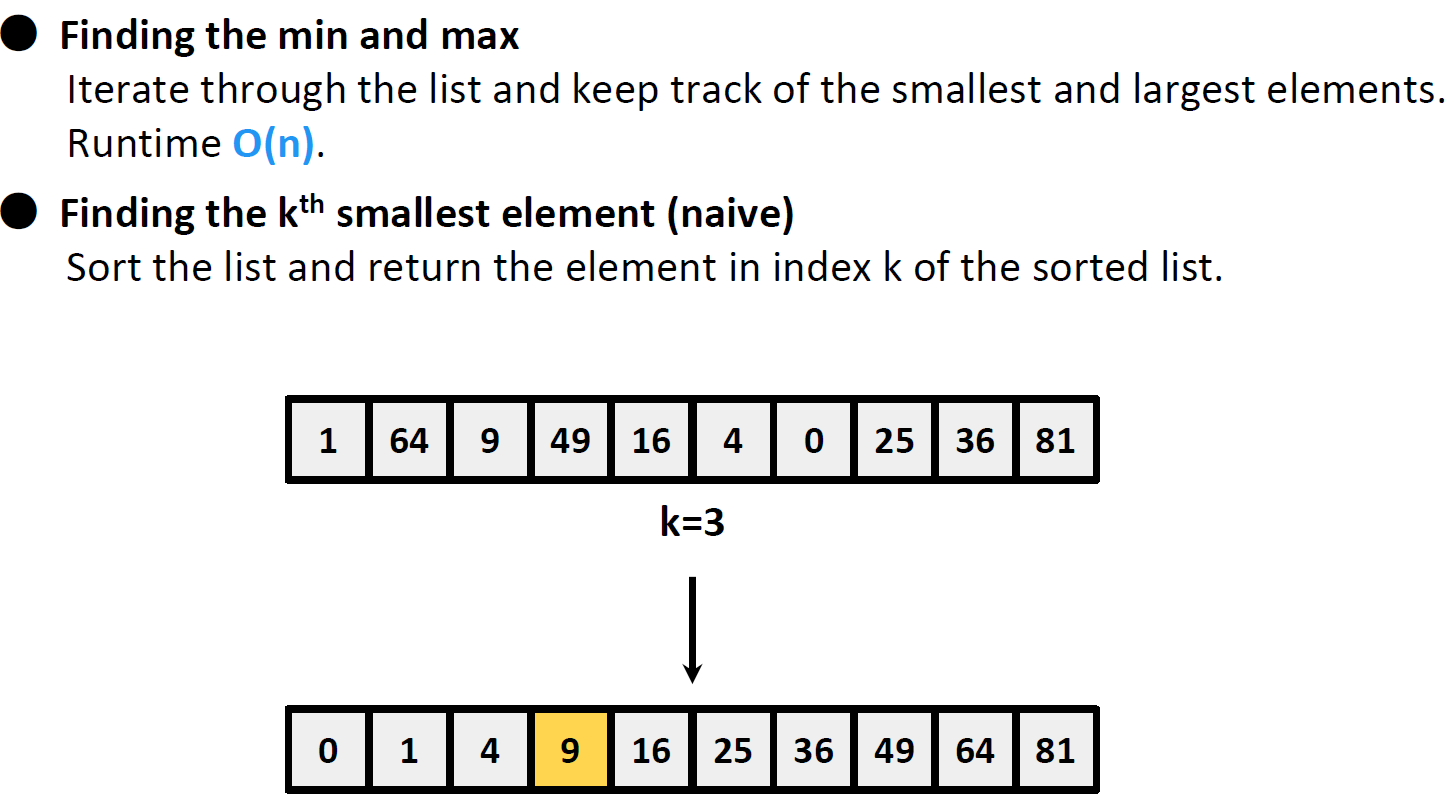 ● Finding the min and max
Iterate through the list and keep track of the smallest and largest elements.
Runtime O(n).
● Finding the kth smallest element (naive)
Sort the list and return the element in index k of the sorted list.
1 64 9 49 16 4 0 25 36 81
k=3
0 1 4 9 16 25 36 49 64 81